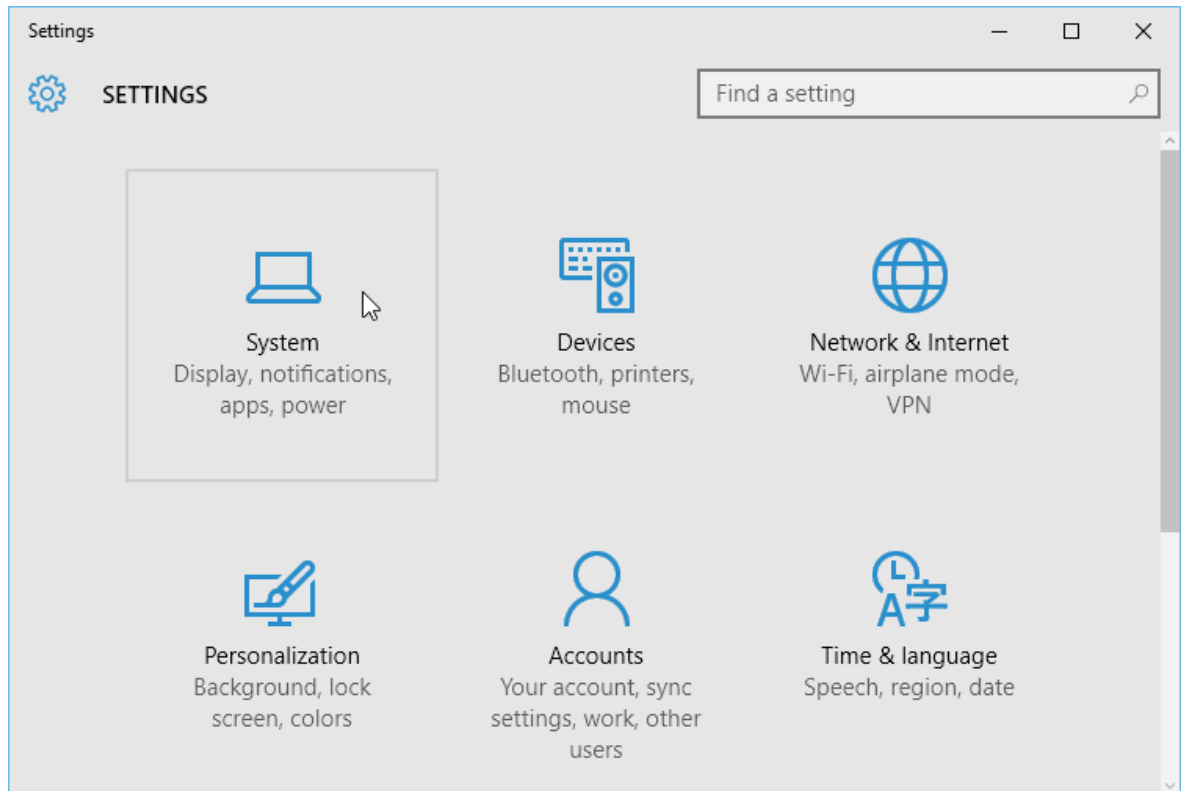 Settings
SETTINGS
Find a setting
System
Display, notifications,
apps, power
Devices
Bluetooth, printers,
mouse
Network & Internet
Wi-Fi, airplane mode,
VPN
A字
Personalization
Background, lock
screen, colors
Accounts
Your account, sync
settings, work, other
users
Time & language
Speech, region, date